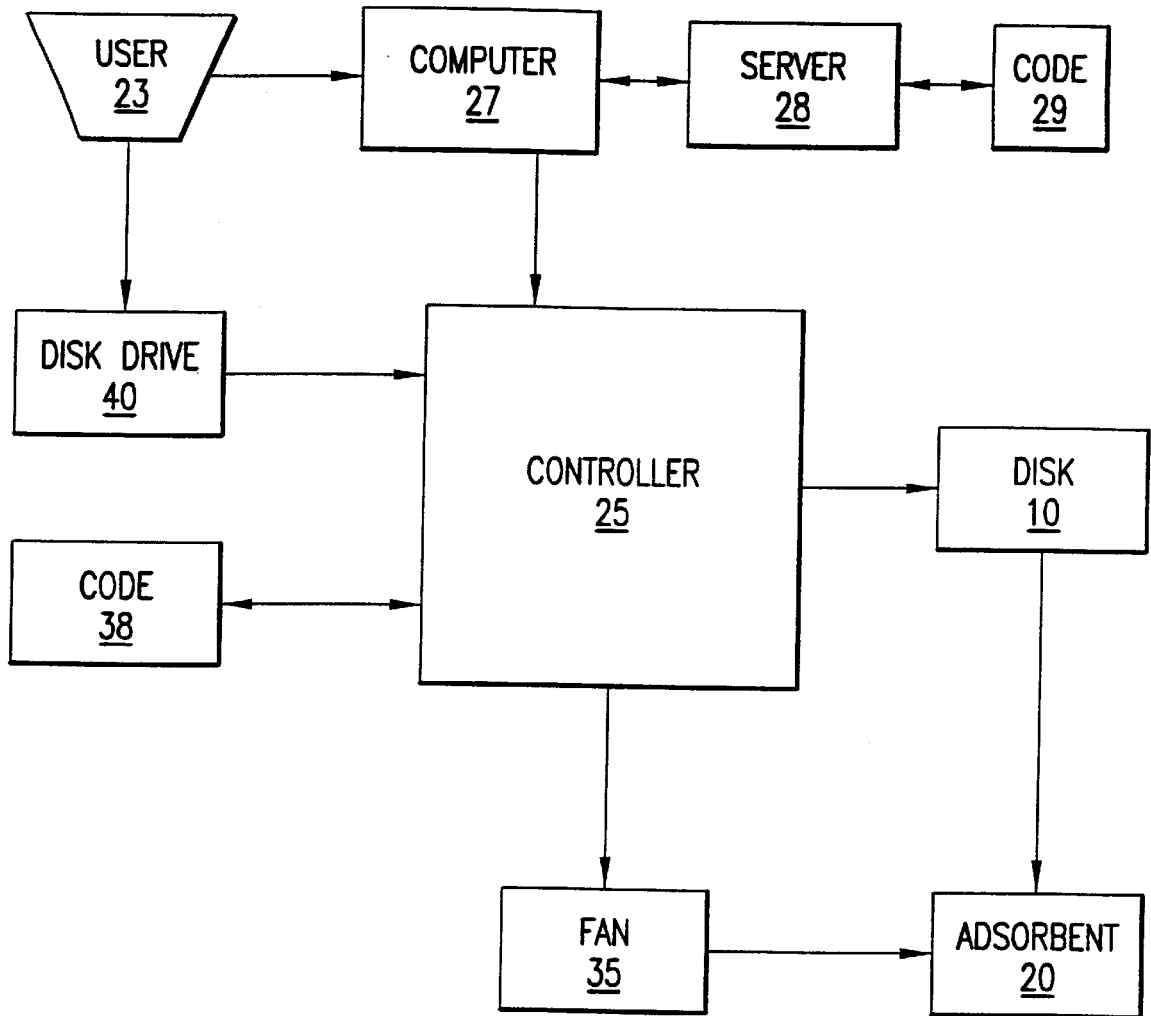 USER
23
COMPUTER
27
SERVER
28
CODE
29
DISK DRIVE
40
CONTROLLER
25
DISK
10
CODE
38
FAN
35
ADSORBENT
20